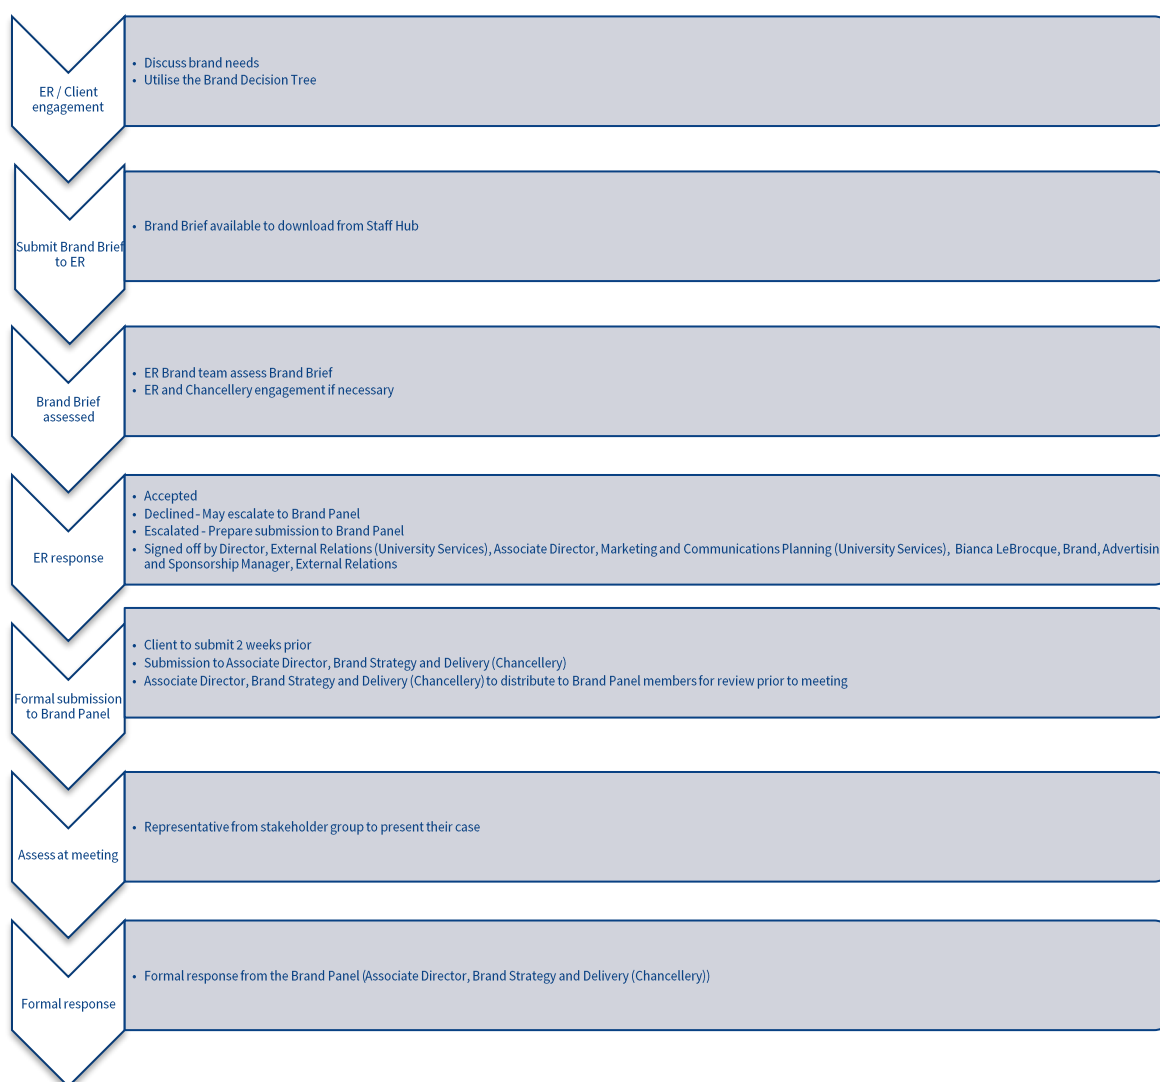 ER / Client
engagement
• Discuss brand needs
• Utilise the Brand Decision Tree
Submit Brand Brief
to ER
• Brand Brief available to download from Staff Hub
Brand Brief
assessed
• ER Brand team assess Brand Brief
• ER and Chancellery engagement if necessary
ER response
• Accepted
• Declined - May escalate to Brand Panel
• Escalated - Prepare submission to Brand Panel
• Signed off by Director, External Relations (University Services), Associate Director, Marketing and Communications Planning (University Services), Bianca LeBrocque, Brand, Advertisin
and Sponsorship Manager, External Relations
Formal submission
to Brand Panel
• Client to submit 2 weeks prior
• Submission to Associate Director, Brand Strategy and Delivery (Chancellery)
• Associate Director, Brand Strategy and Delivery (Chancellery) to distribute to Brand Panel members for review prior to meeting
Assess at meeting
• Representative from stakeholder group to present their case
Formal response
• Formal response from the Brand Panel (Associate Director, Brand Strategy and Delivery (Chancellery))